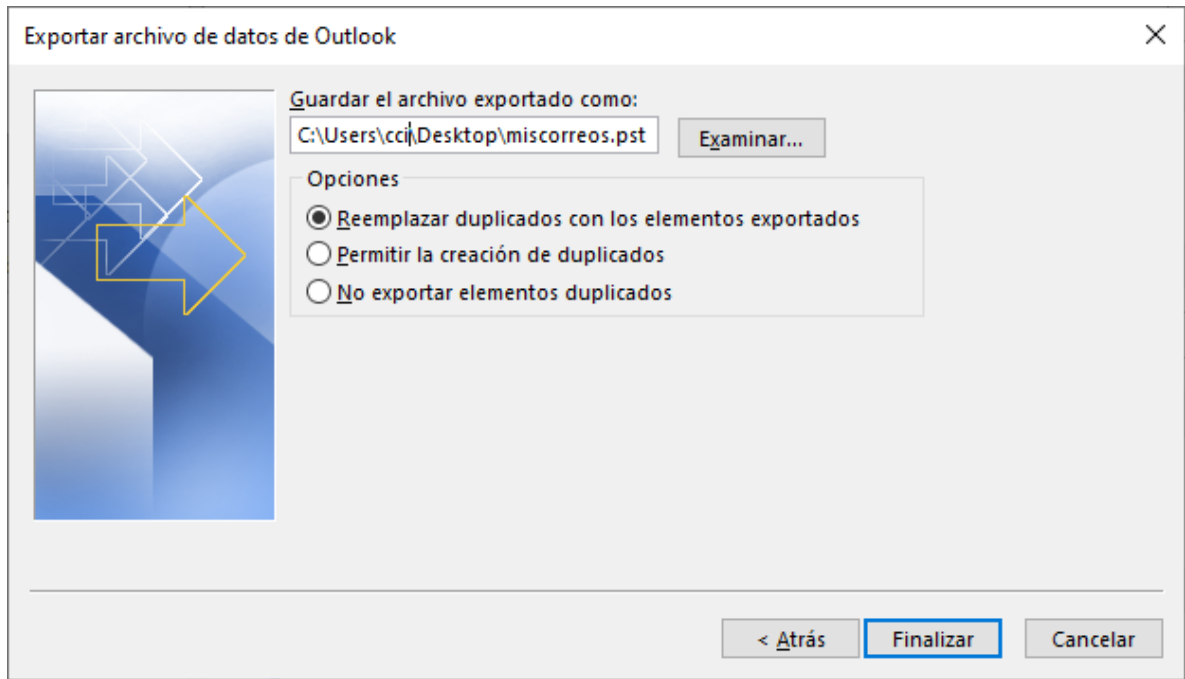 Exportar archivo de datos de Outlook
Guardar el archivo exportado como:
C:\Users\cci\Desktop\miscorreos.pst
Examinar...
Opciones
Reemplazar duplicados con los elementos exportados
Permitir la creación de duplicados
No exportar elementos duplicados
< Atrás
Finalizar
Cancelar